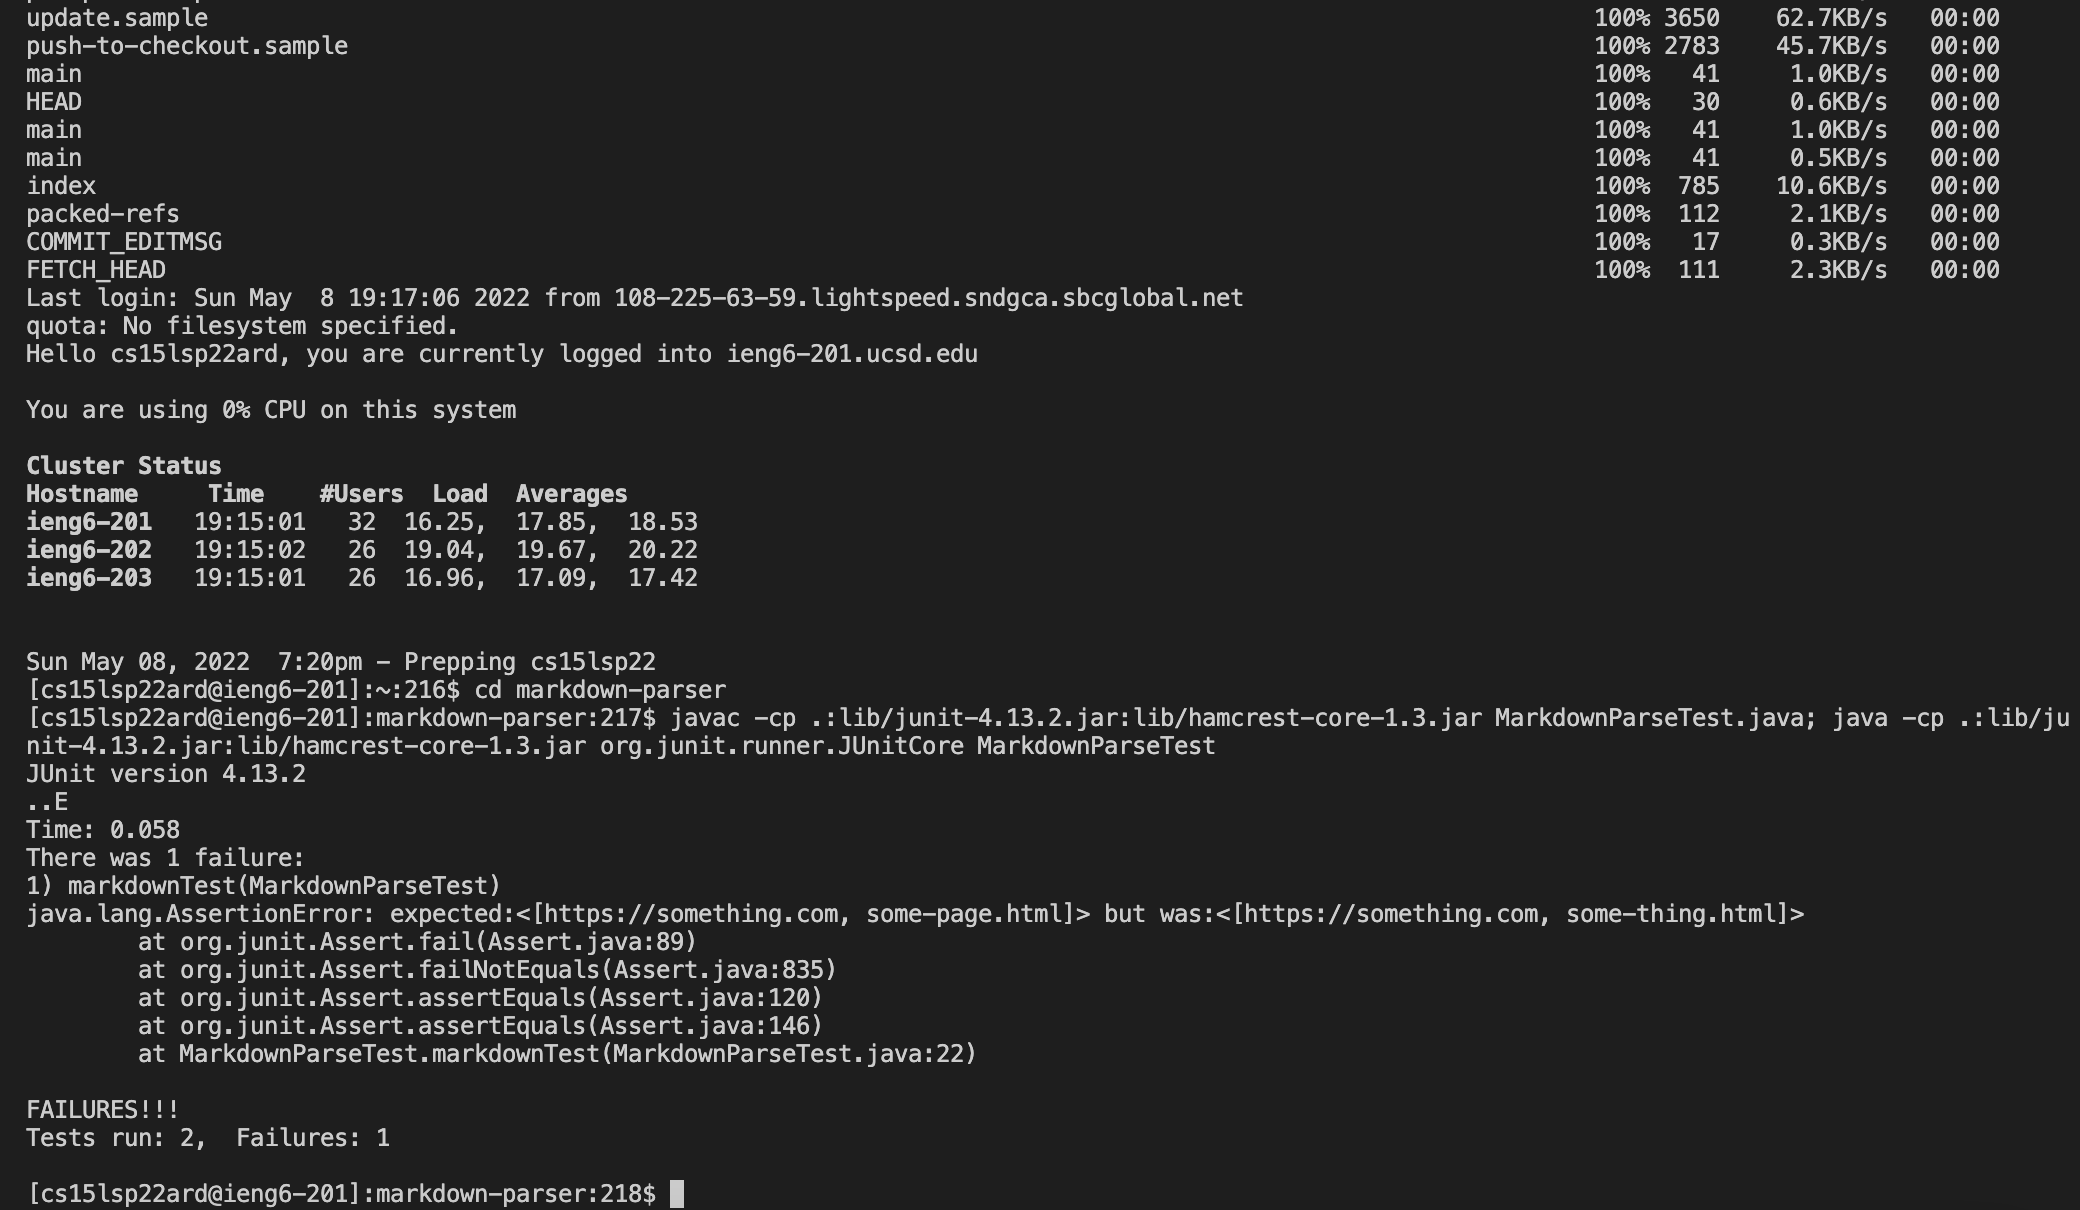 update.sample 100% 3650 62.7KB/s 00:00
push-to-checkout.sample 100% 2783 45.7KB/s 00:00
main 100% 41 1.0KB/s 00:00
HEAD 100% 30 0.6KB/s 00:00
main 100% 41 1.0KB/s 00:00
main 100% 41 0.5KB/s 00:00
index 100% 785 10.6KB/s 00:00
packed-refs 100% 112 2.1KB/s 00:00
COMMIT_EDITMSG 100% 17 0.3KB/s 00:00
FETCH_HEAD 100% 111 2.3KB/s 00:00
Last login: Sun May  8 19:17:06 2022 from 108-225-63-59.lightspeed.sndgca.sbcglobal.net
quota: No filesystem specified.
Hello cs15lsp22ard, you are currently logged into ieng6-201.ucsd.edu
You are using 0% CPU on this system
Cluster Status
Hostname     Time    #Users  Load  Averages
ieng6-201   19:15:01   32  16.25,  17.85,  18.53
ieng6-202   19:15:02   26  19.04,  19.67,  20.22
ieng6-203   19:15:01   26  16.96,  17.09,  17.42
Sun May 08, 2022  7:20pm - Prepping cs15lsp22
[cs15lsp22ard@ieng6-201]:~:216$ cd markdown-parser
[cs15lsp22ard@ieng6-201]:markdown-parser:217$ javac -cp .:lib/junit-4.13.2.jar:lib/hamcrest-core-1.3.jar MarkdownParseTest.java; java -cp .:lib/ju
nit-4.13.2.jar:lib/hamcrest-core-1.3.jar org.junit.runner.JUnitCore MarkdownParseTest
JUnit version 4.13.2
..E
Time: 0.058
There was 1 failure:
1) markdownTest(MarkdownParseTest)
java.lang.AssertionError: expected:<[https://something.com, some-page.html]> but was:<[https://something.com, some-thing.html]>
        at org.junit.Assert.fail(Assert.java:89)
        at org.junit.Assert.failNotEquals(Assert.java:835)
        at org.junit.Assert.assertEquals(Assert.java:120)
        at org.junit.Assert.assertEquals(Assert.java:146)
        at MarkdownParseTest.markdownTest(MarkdownParseTest.java:22)
FAILURES!!!
Tests run: 2,  Failures: 1
[cs15lsp22ard@ieng6-201]:markdown-parser:218$